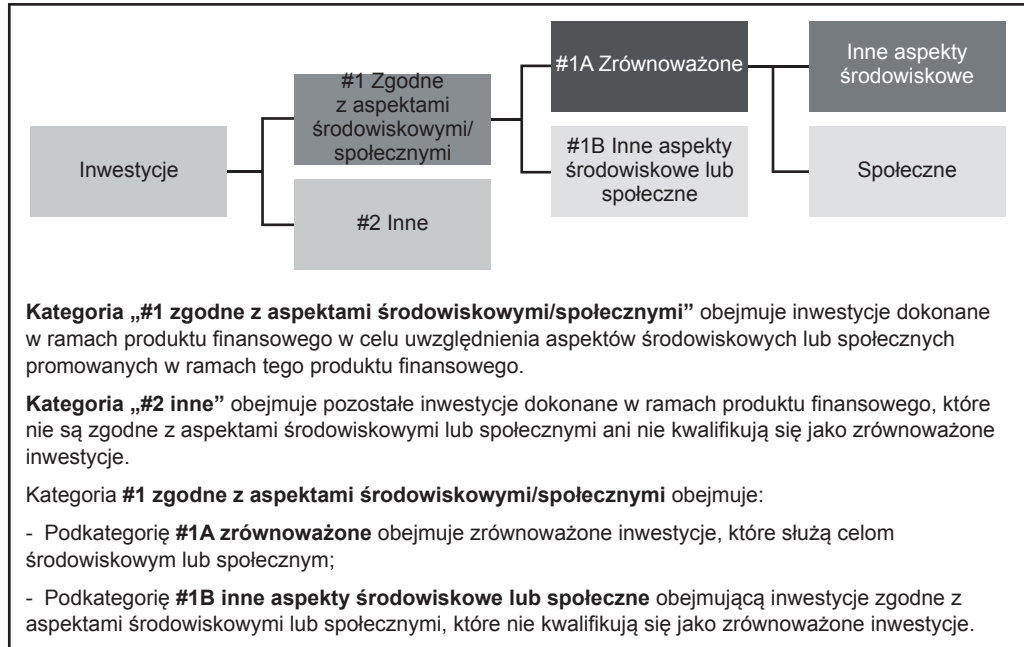 Inwestycje
#1 Zgodne
z aspektami
środowiskowymi/
społecznymi
#2 Inne
#1A Zrównoważone
#1B Inne aspekty
środowiskowe lub
społeczne
Inne aspekty
środowiskowe
Społeczne
Kategoria „#1 zgodne z aspektami środowiskowymi/społecznymi” obejmuje inwestycje dokonane
w ramach produktu finansowego w celu uwzględnienia aspektów środowiskowych lub społecznych
promowanych w ramach tego produktu finansowego.
Kategoria „#2 inne” obejmuje pozostałe inwestycje dokonane w ramach produktu finansowego, które
nie są zgodne z aspektami środowiskowymi lub społecznymi ani nie kwalifikują się jako zrównoważone
inwestycje.
Kategoria #1 zgodne z aspektami środowiskowymi/społecznymi obejmuje:
- Podkategorię #1A zrównoważone obejmuje zrównoważone inwestycje, które służą celom
środowiskowym lub społecznym;
- Podkategorię #1B inne aspekty środowiskowe lub społeczne obejmującą inwestycje zgodne z
aspektami środowiskowymi lub społecznymi, które nie kwalifikują się jako zrównoważone inwestycje.